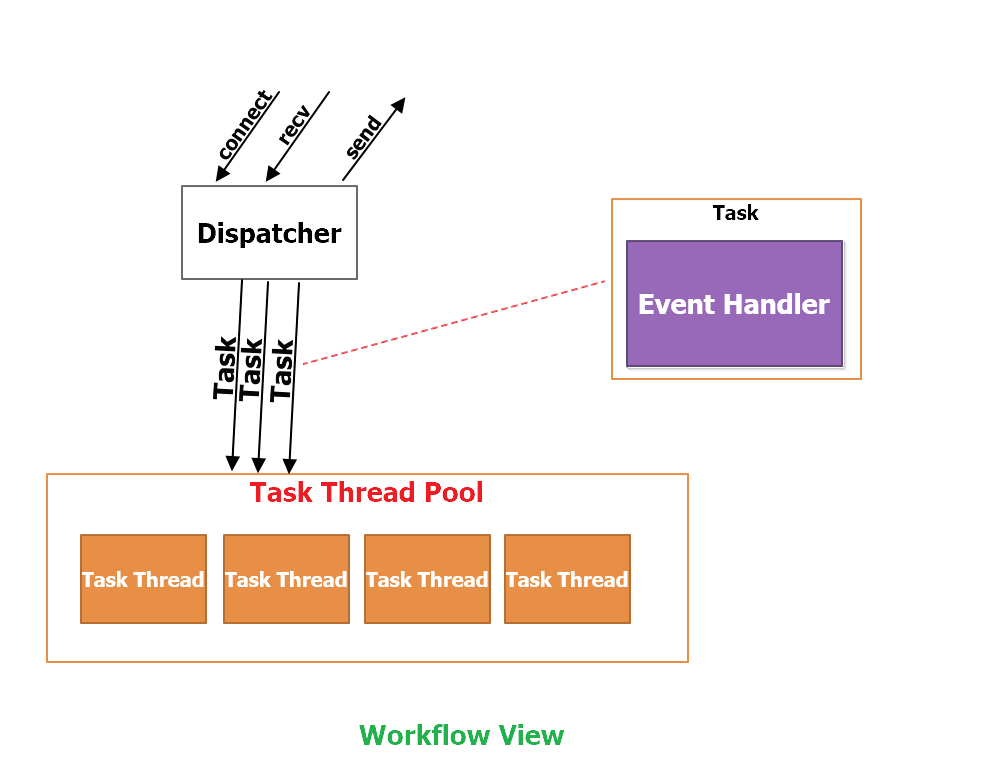 connect
recv
send
Dispatcher
Task
Event Handler
Task
Task
Task
Task Thread Pool
Task Thread
Task Thread
Task Thread
Task Thread
Workflow View